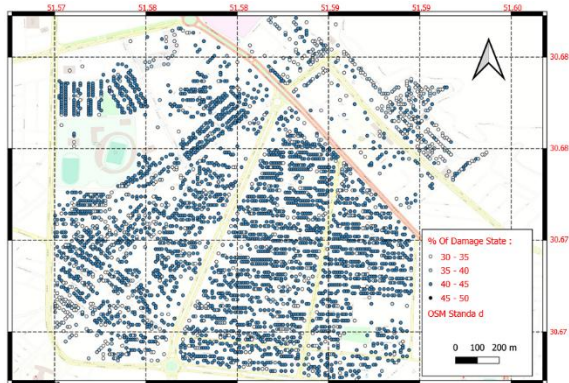 51.57 51.58 51.58 51.59 51.59 51.60
30.68
30.68
30.67
30.67
% Of Damage State :
30 - 35
35 - 40
40 - 45
45 - 50
OSM Standa d
0 100 200 m